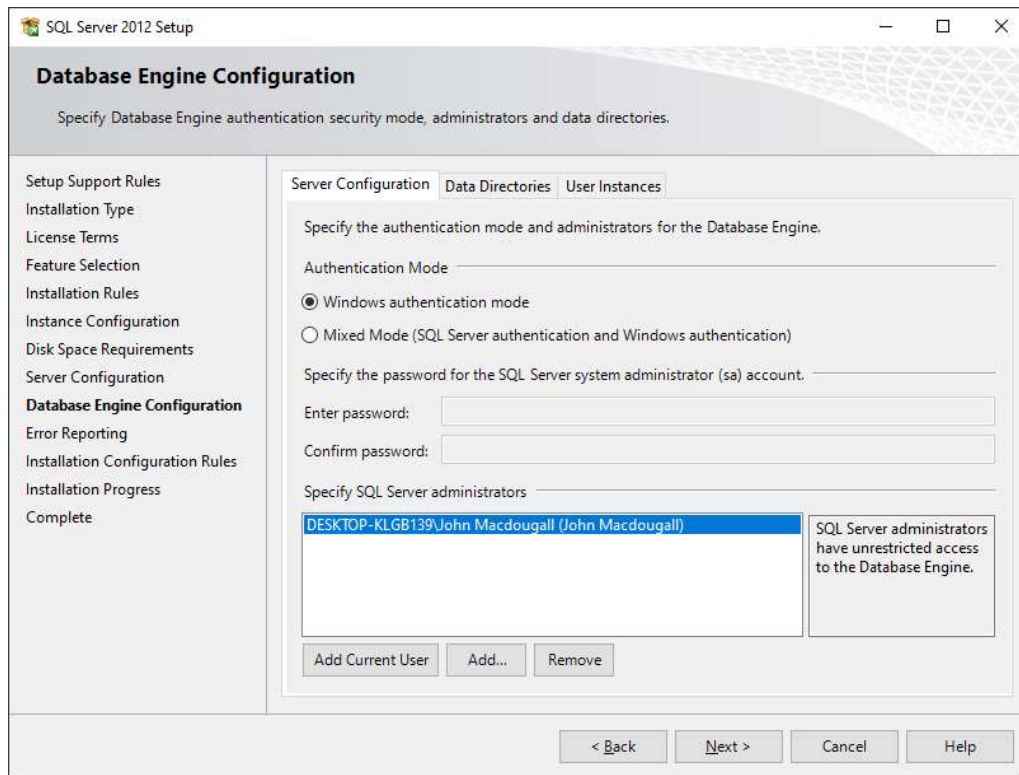 SQL Server 2012 Setup
Database Engine Configuration
Specify Database Engine authentication security mode, administrators and data directories.
Setup Support Rules
Installation Type
License Terms
Feature Selection
Installation Rules
Instance Configuration
Disk Space Requirements
Server Configuration
Database Engine Configuration
Error Reporting
Installation Configuration Rules
Installation Progress
Complete
Server Configuration Data Directories User Instances
Specify the authentication mode and administrators for the Database Engine.
Authentication Mode
Windows authentication mode
Mixed Mode (SQL Server authentication and Windows authentication)
Specify the password for the SQL Server system administrator (sa) account.
Enter password:
Confirm password:
Specify SQL Server administrators
DESKTOP-KLGB139\John Macdougall (John Macdougall)
SQL Server administrators
have unrestricted access
to the Database Engine.
Add Current User Add... Remove
< Back Next > Cancel Help